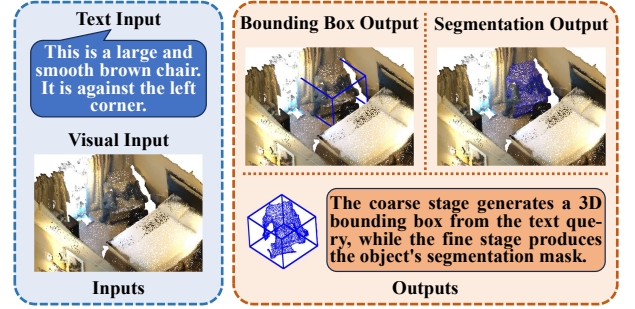 Text Input
This is a large and
smooth brown chair.
It is against the left
corner.
Visual Input
Inputs
Bounding Box Output
Segmentation Output
The coarse stage generates a 3D
bounding box from the text que-
ry, while the fine stage produces
the object's segmentation mask.
Outputs